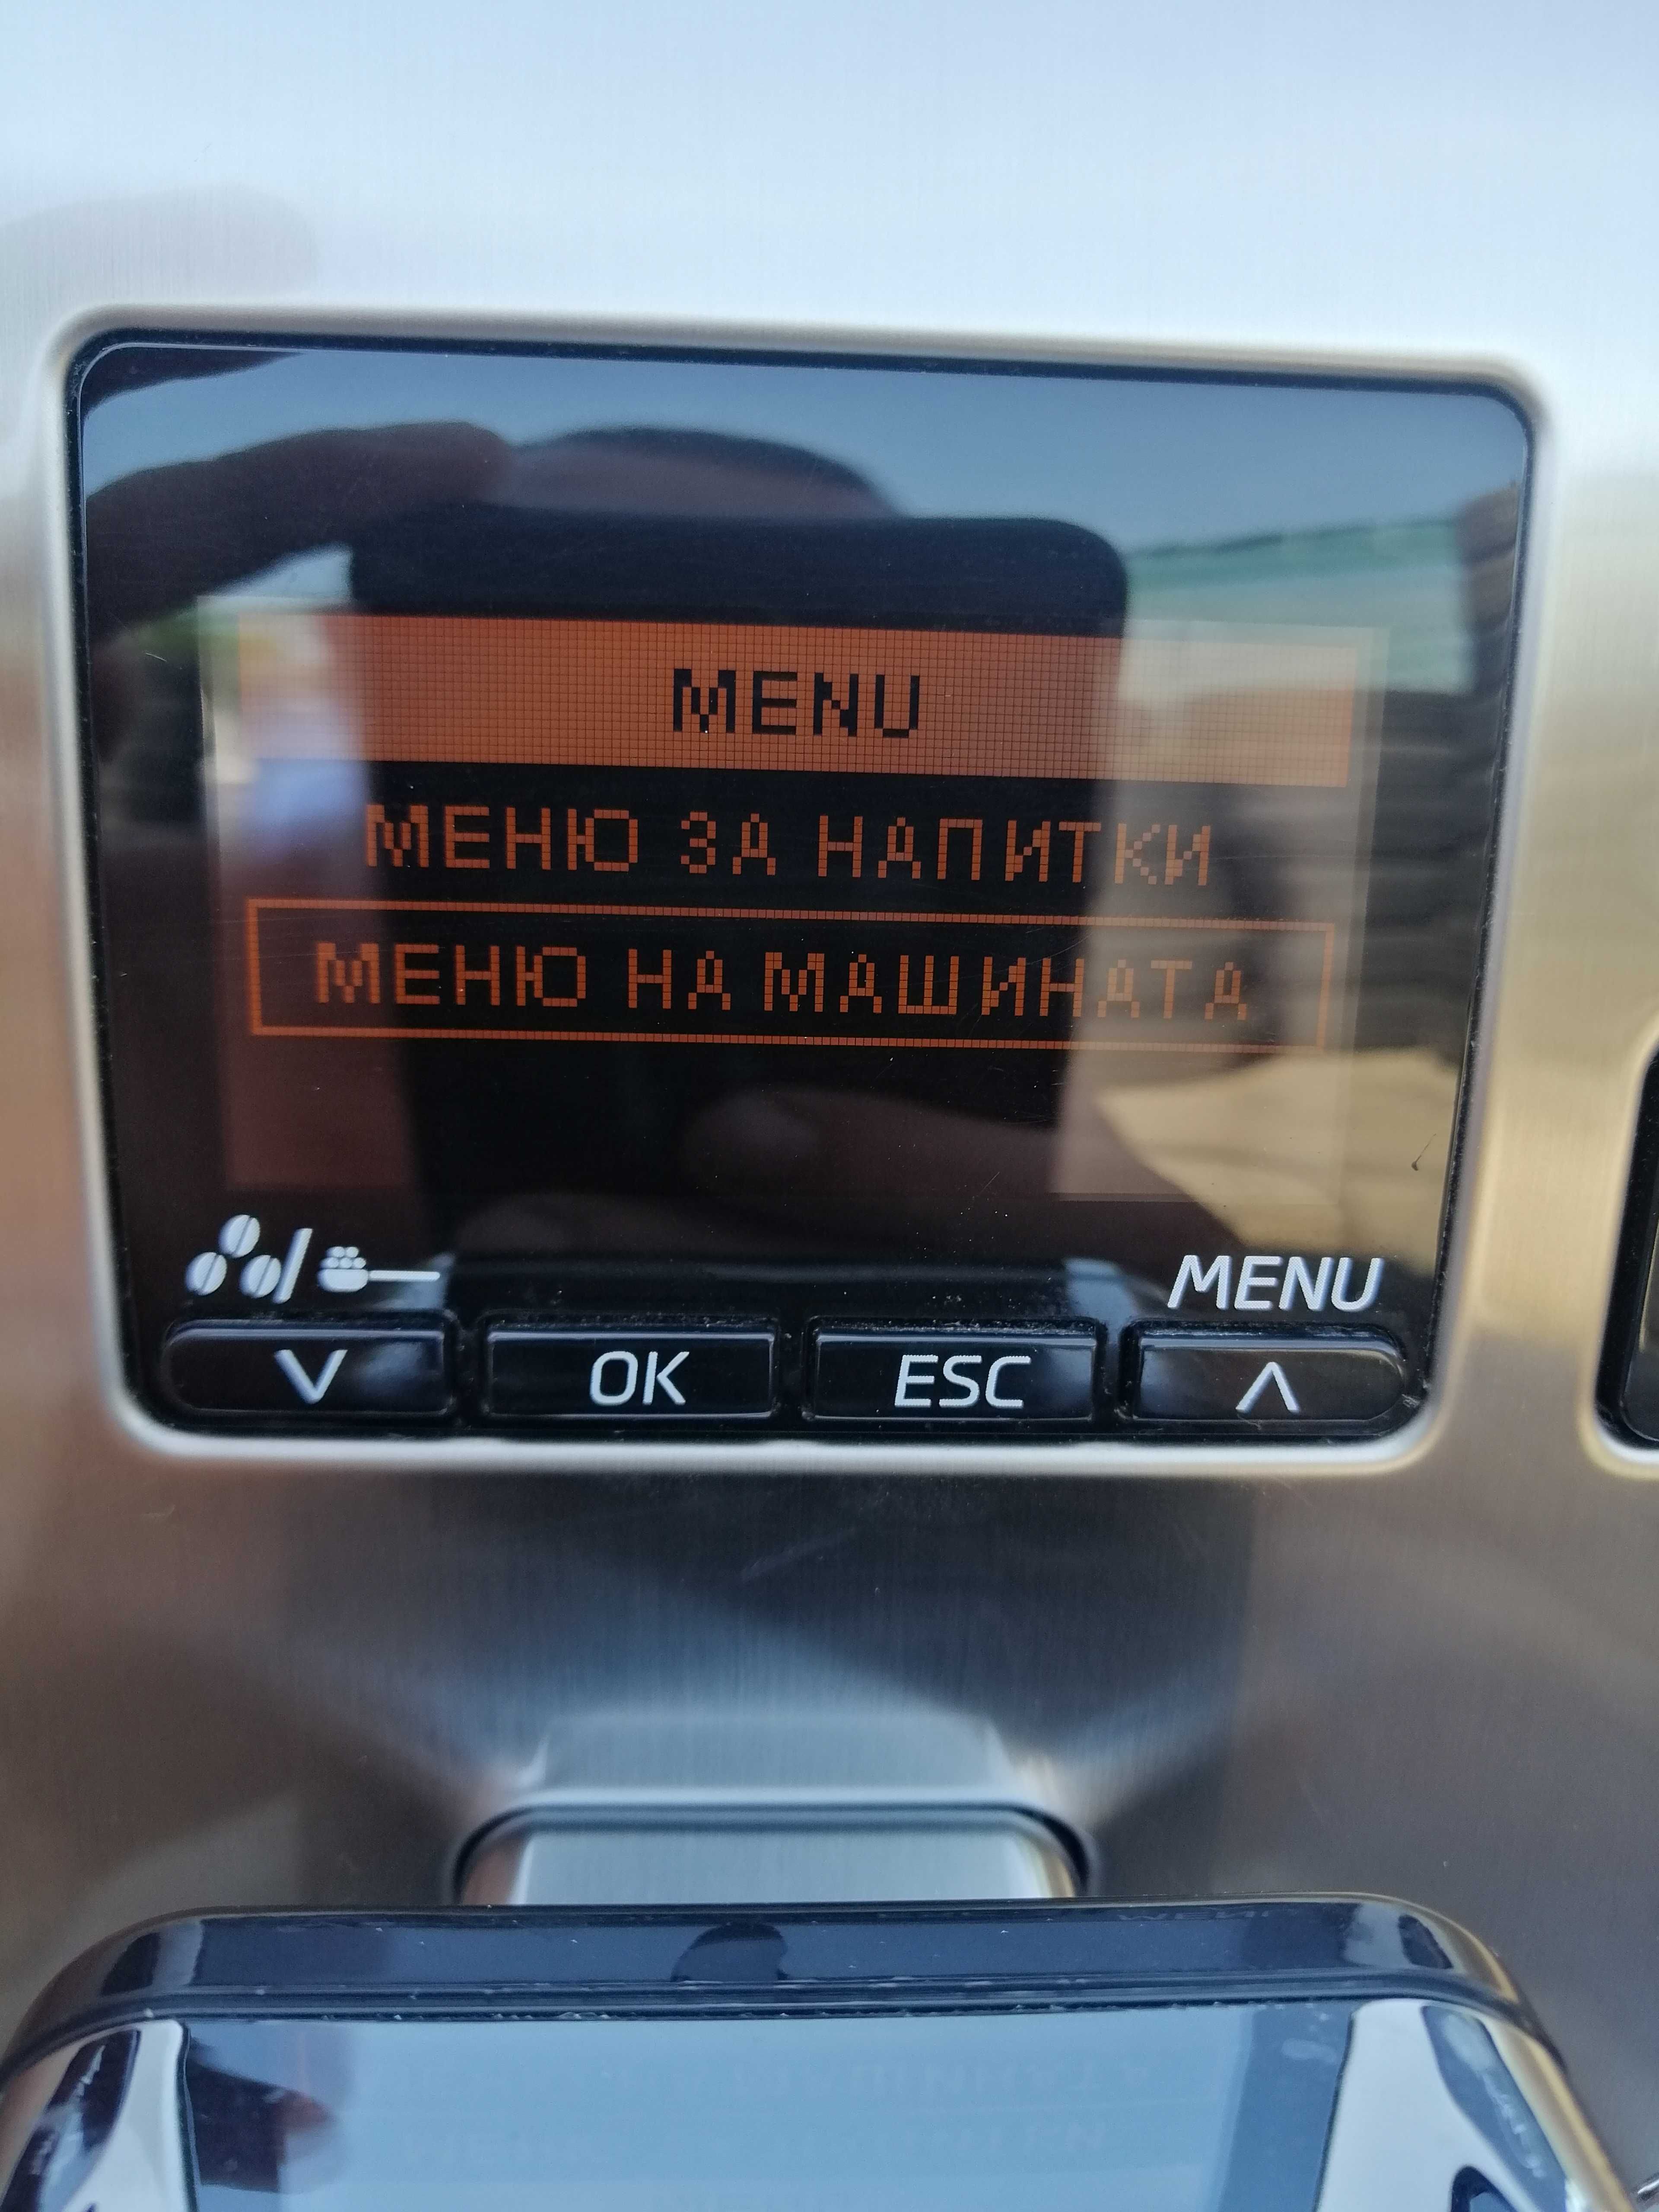 MENU
МЕНЮ ЗА НАПИТКИ
МЕНЮ НА МАШИНАТА
MENU
OK ESC